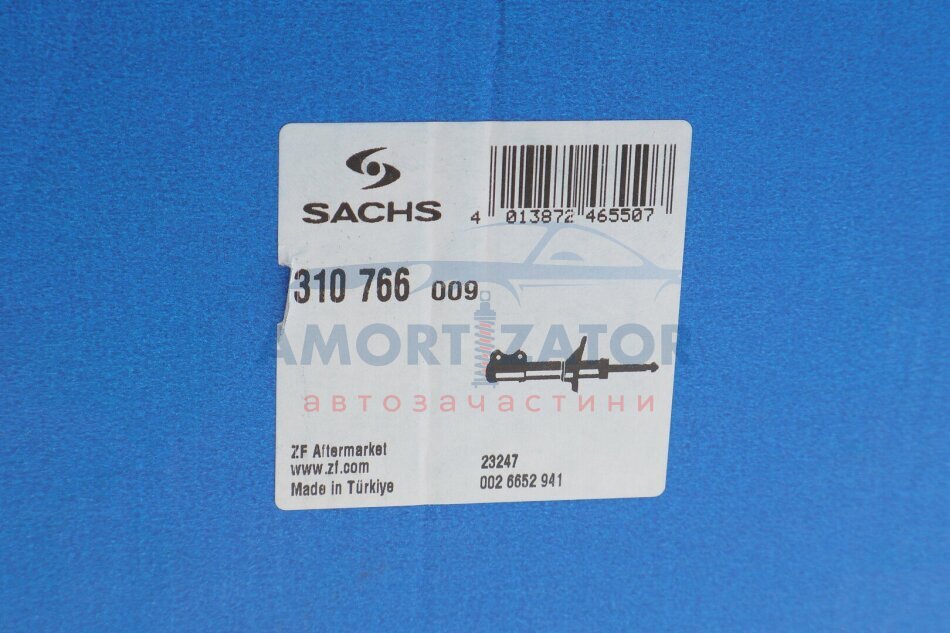 SACHS
4 013872 465507
310 766 009
AMORTIZATOR
автозачастини
ZF Aftermarket
www.zf.com
Made in Türkiye
23247
002 6652 941